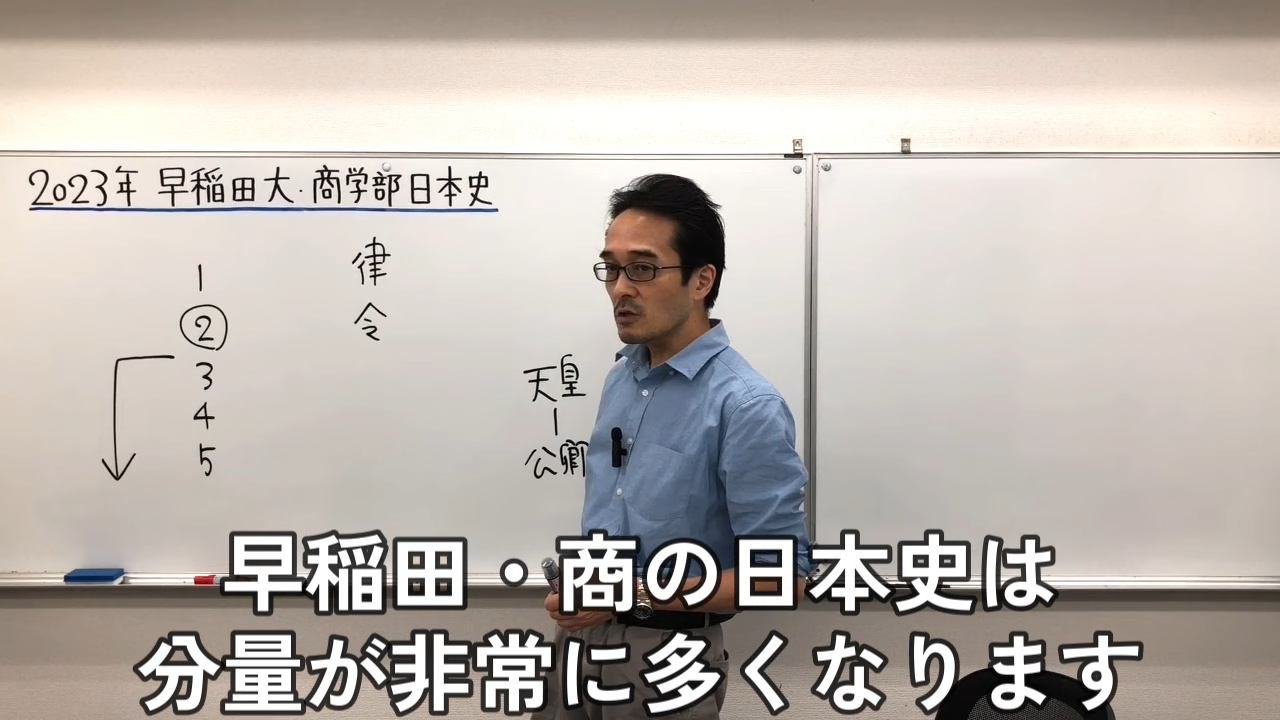 2023年 早稲田大・商学部日本史
1
②
3
4
5
律
令
天皇
公卿
早稲田・商の日本史は
分量が非常に多くなります